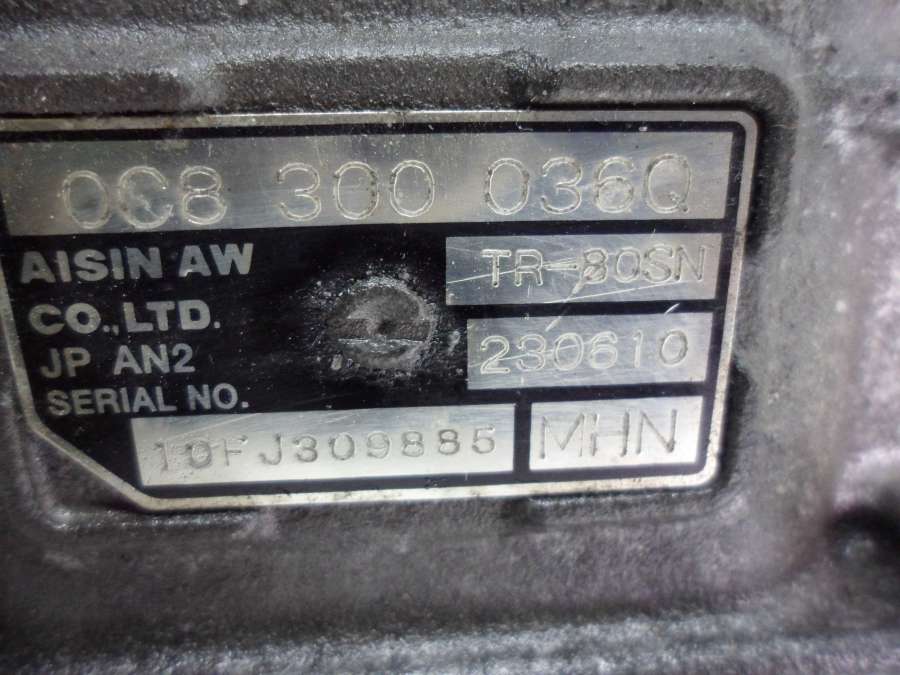 0C8 300 036Q
AISIN AW
CO.,LTD.
JP AN2
SERIAL NO.
TR-80SN
230610
10FJ309885
MHN